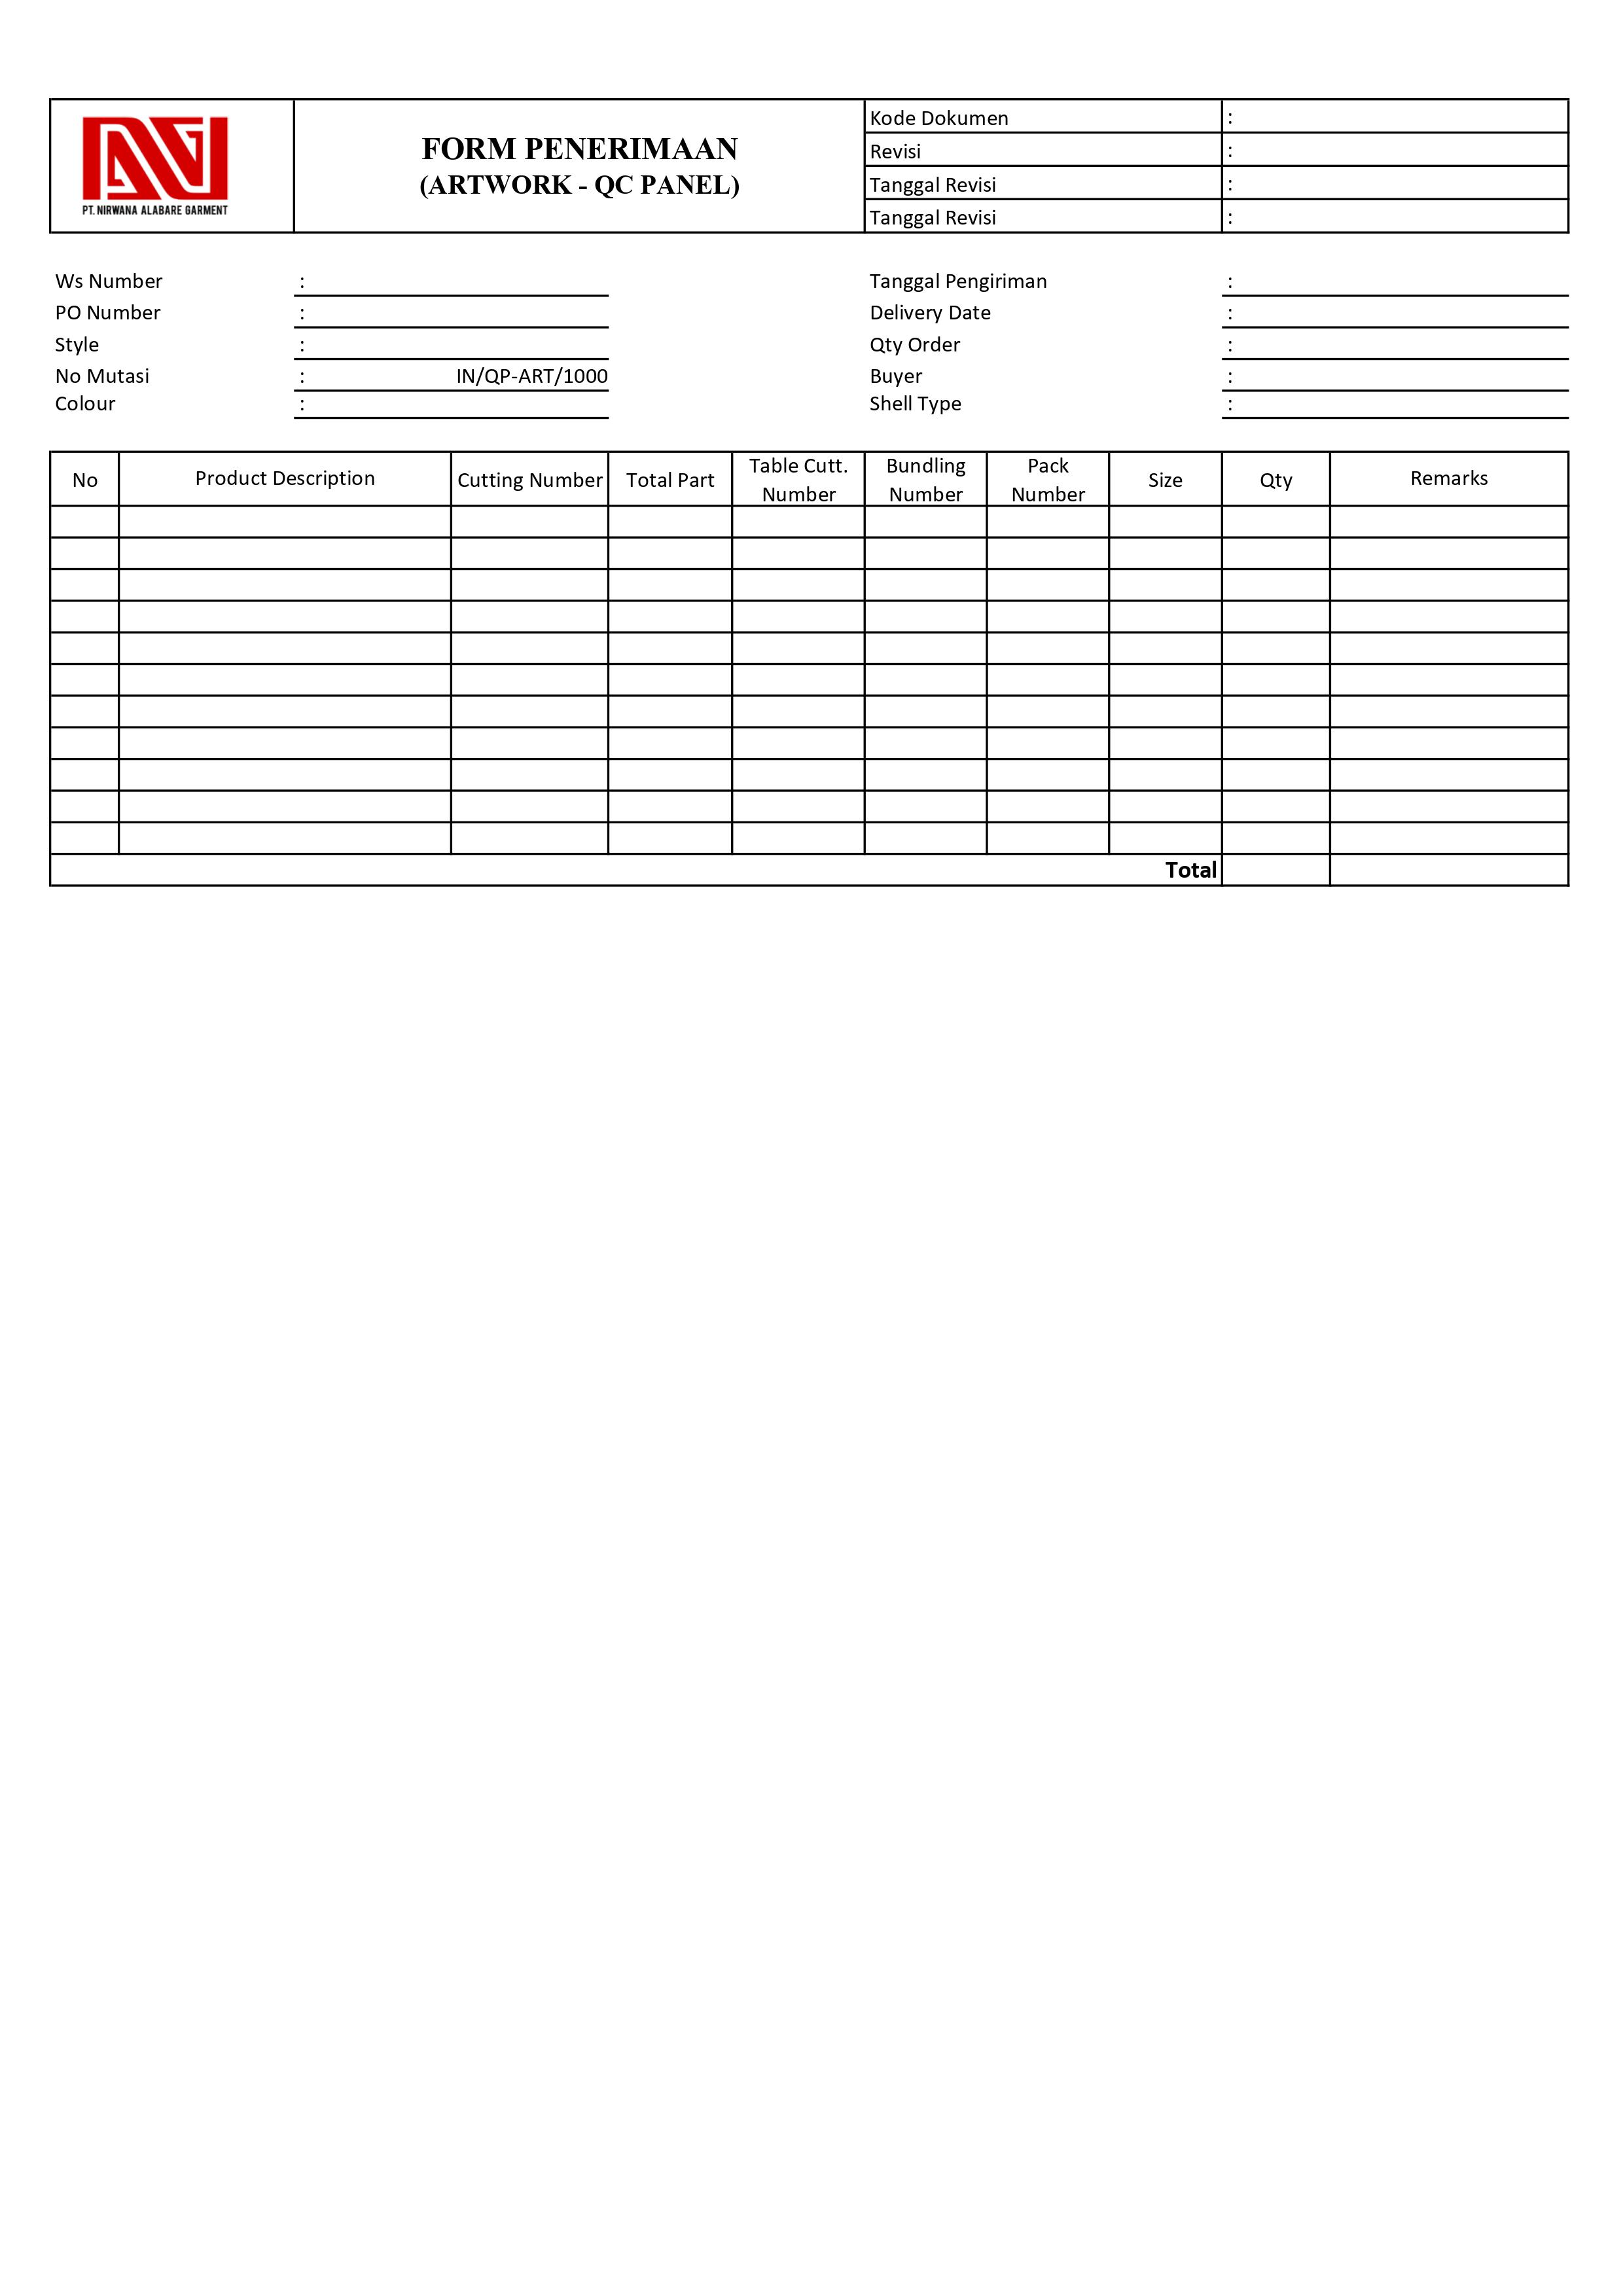 PT. NIRWANA ALABARE GARMENT
FORM PENERIMAAN
(ARTWORK - QC PANEL)
Kode Dokumen :
Revisi :
Tanggal Revisi :
Tanggal Revisi :
Ws Number : Tanggal Pengiriman :
PO Number : Delivery Date :
Style : Qty Order :
No Mutasi : IN/QP-ART/1000 Buyer :
Colour : Shell Type :
No Product Description Cutting Number Total Part Table Cutt. Number Bundling Number Pack Number Size Qty Remarks
Total